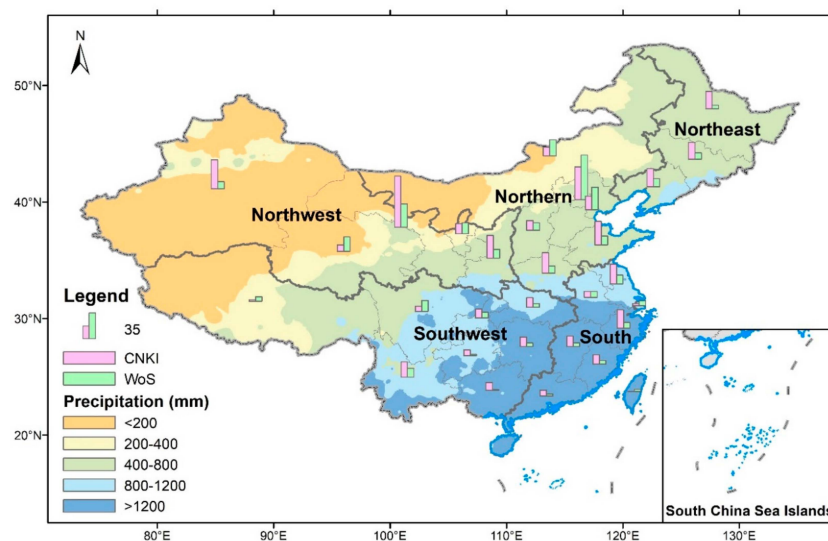 N
50°N
40°N
30°N
20°N
80°E
90°E
100°E
110°E
120°E
130°E
Northeast
Northern
Northwest
Southwest
South
Legend
35
CNKI
WoS
Precipitation (mm)
<200
200-400
400-800
800-1200
>1200
South China Sea Islands